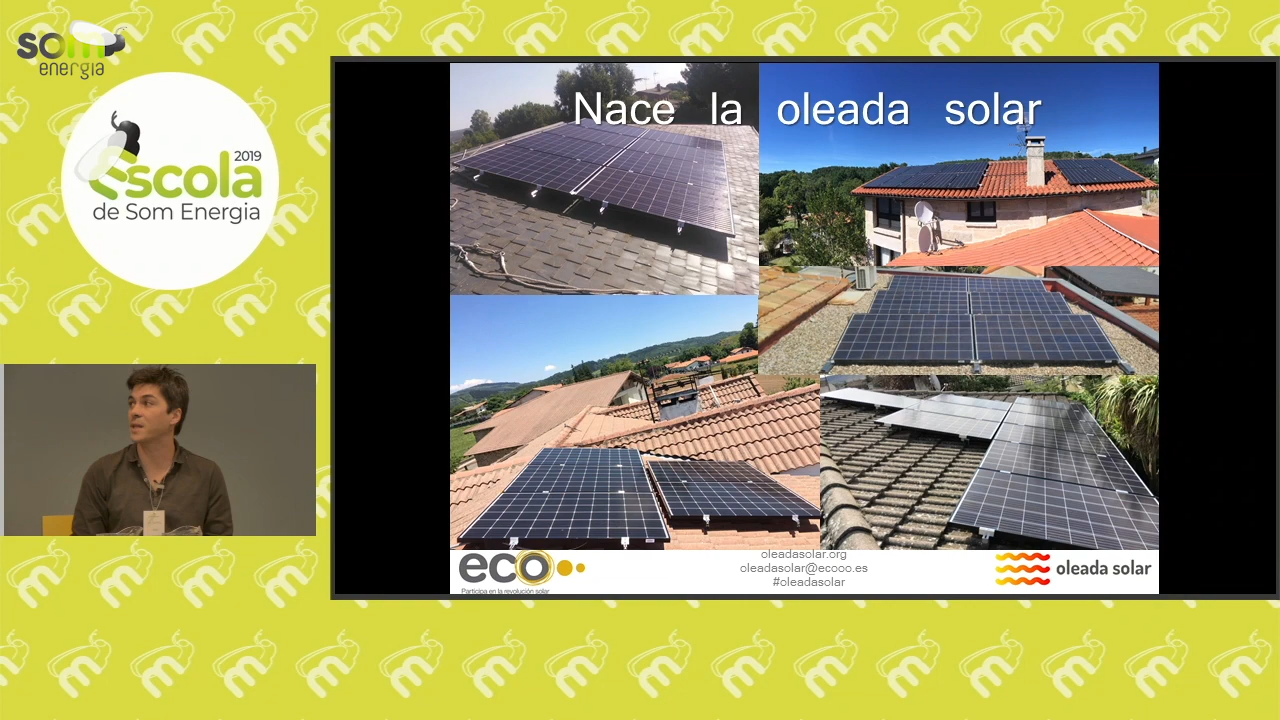 som
energia
Escola
2019
de Som Energia
Nace la oleada solar
eco
Participa en la revolución solar
oleadasolar.org
oleadasolar@ecooo.es
#oleadasolar
oleada solar